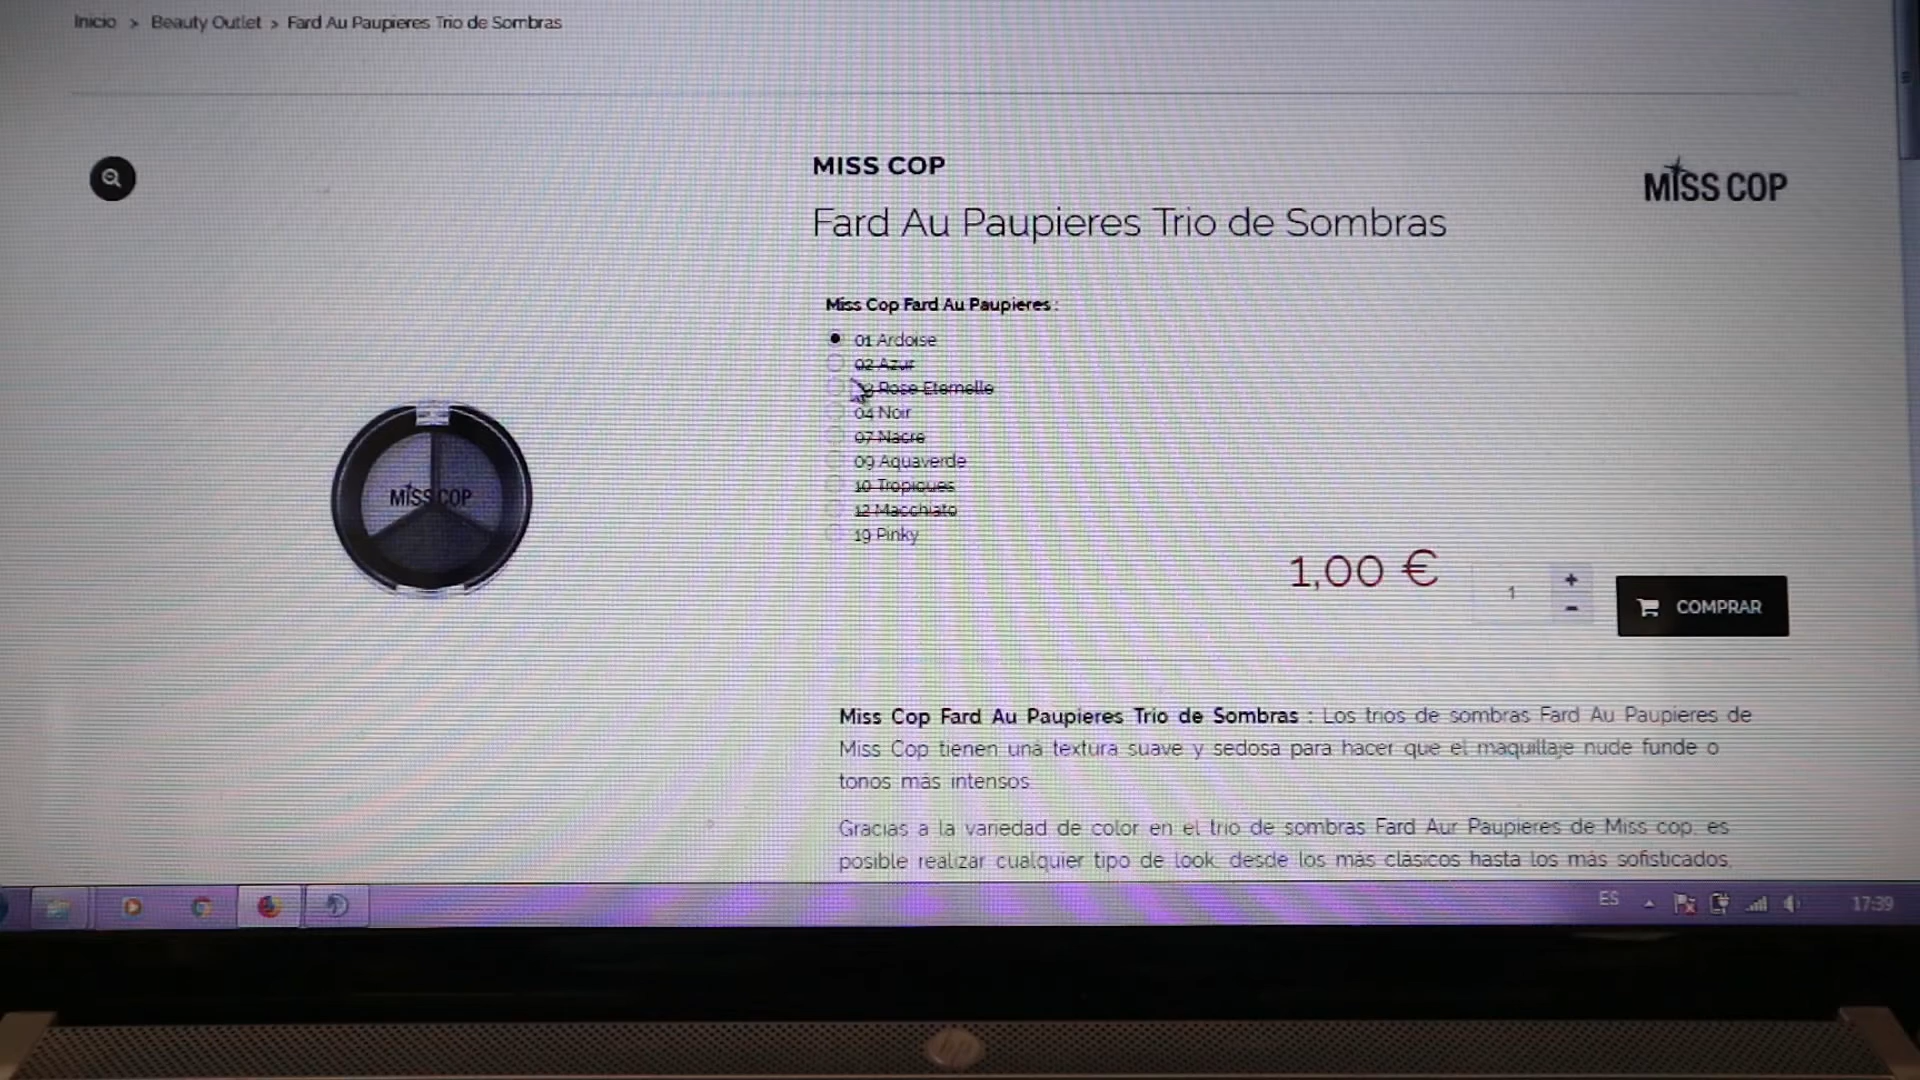 Inicio > Beauty Outlet > Fard Au Paupieres Trio de Sombras
MISS COP
MISS COP
Fard Au Paupieres Trio de Sombras
Miss Cop Fard Au Paupieres :
01 Ardoise
02 Azur
03 Rose Eternelle
04 Noir
07 Nacre
MISS COP
09 Aquaverde
10 Tropiques
12 Macchiato
19 Pinky
1,00 €
1
+
-
COMPRAR
Miss Cop Fard Au Paupieres Trio de Sombras : Los trios de sombras Fard Au Paupieres de
Miss Cop tienen una textura suave y sedosa para hacer que el maquillaje nude funde o
tonos más intensos
Gracias a la variedad de color en el trio de sombras Fard Aur Paupieres de Miss cop, es
posible realizar cualquier tipo de look, desde los más clásicos hasta los más sofisticados,
ES
17:39
hp